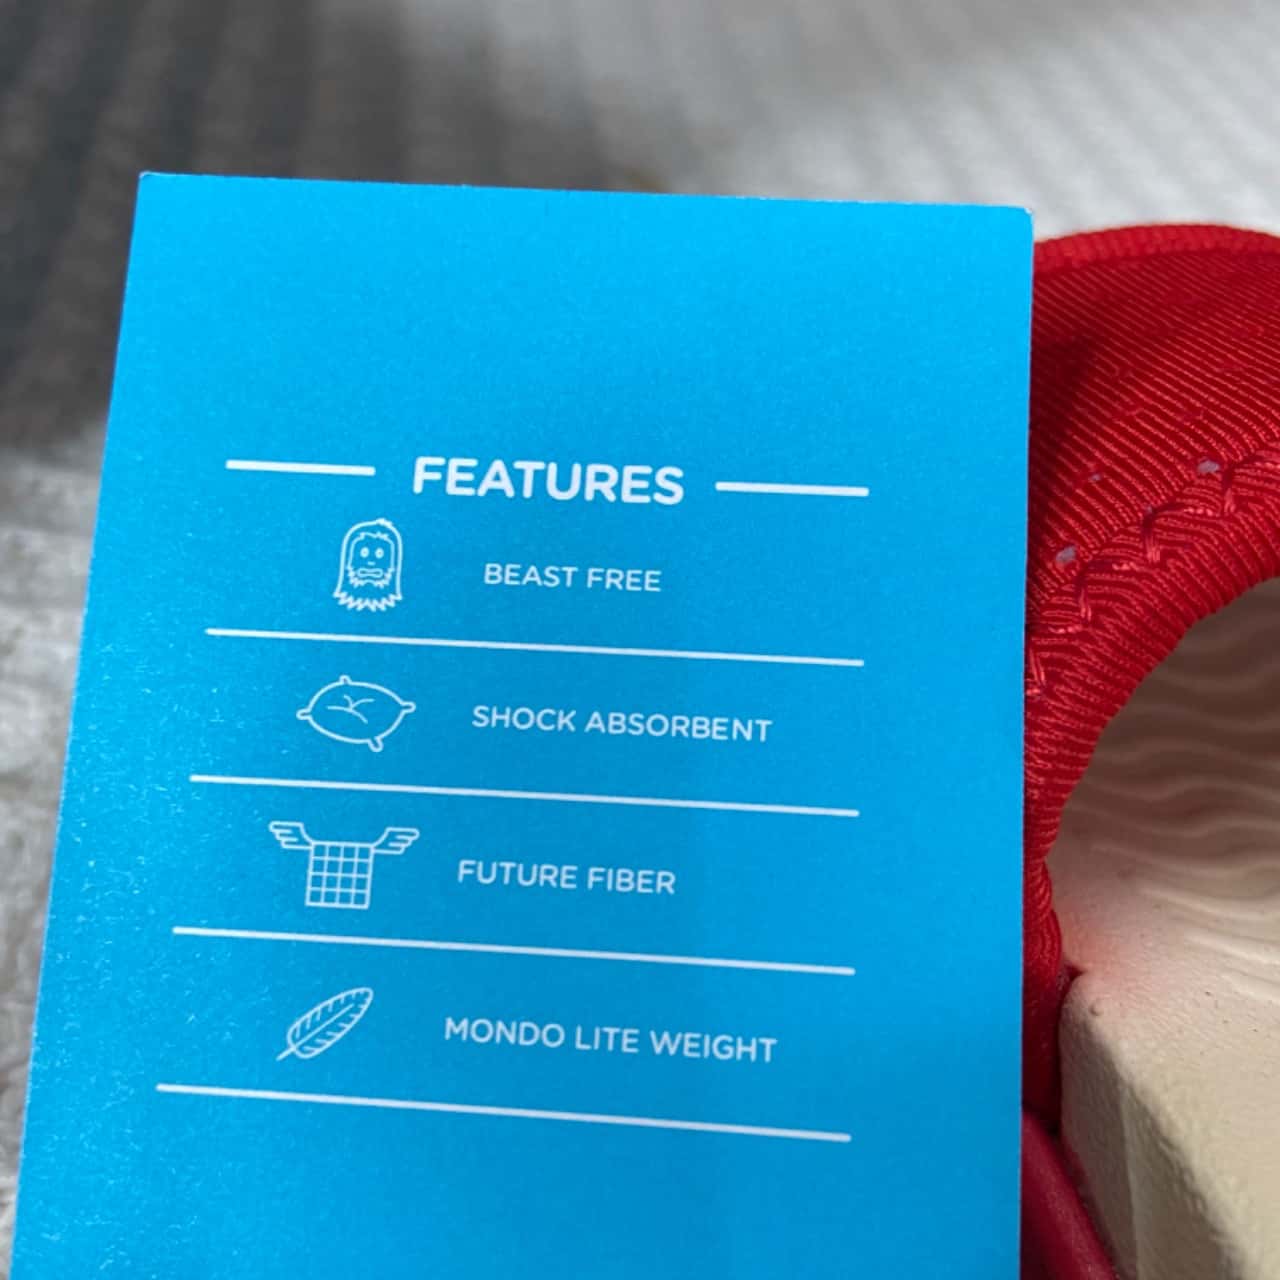 FEATURES
BEAST FREE
SHOCK ABSORBENT
FUTURE FIBER
MONDO LITE WEIGHT